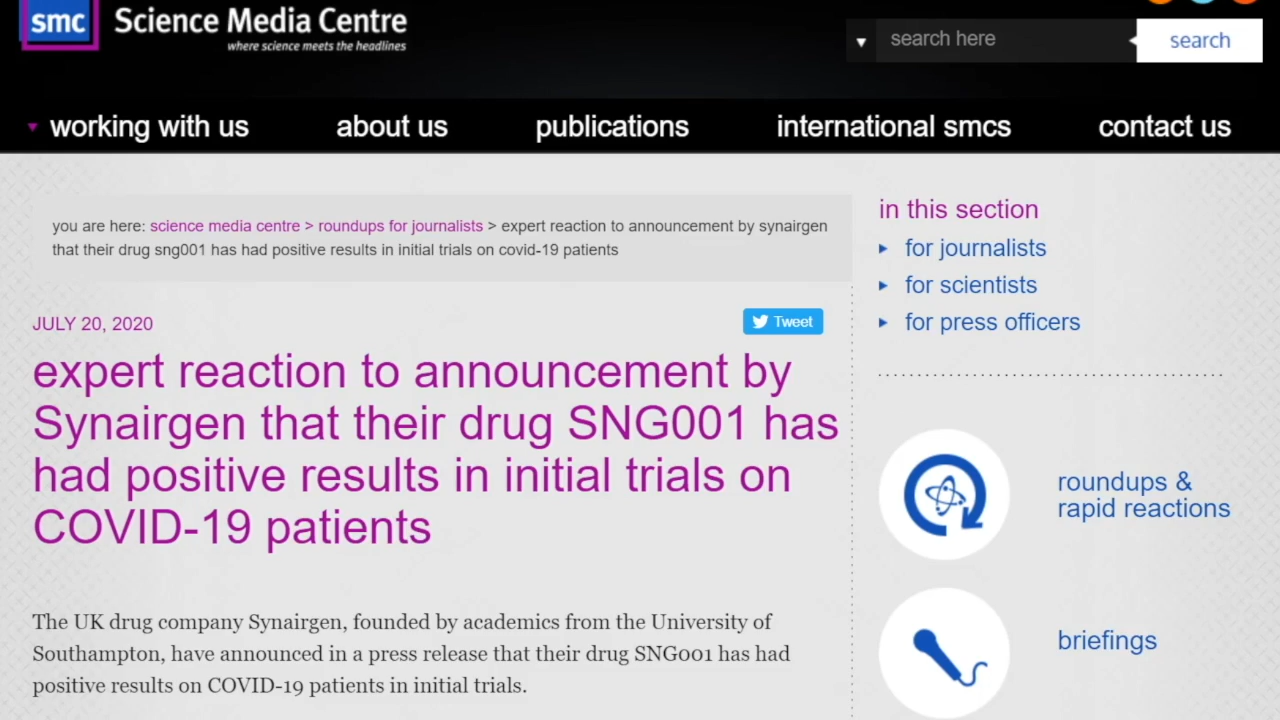 smc Science Media Centre
where science meets the headlines
search here
search
working with us
about us
publications
international smcs
contact us
you are here: science media centre > roundups for journalists > expert reaction to announcement by synairgen
that their drug sng001 has had positive results in initial trials on covid-19 patients
JULY 20, 2020
Tweet
expert reaction to announcement by
Synairgen that their drug SNG001 has
had positive results in initial trials on
COVID-19 patients
The UK drug company Synairgen, founded by academics from the University of
Southampton, have announced in a press release that their drug SNG001 has had
positive results on COVID-19 patients in initial trials.
in this section
for journalists
for scientists
for press officers
roundups &
rapid reactions
briefings